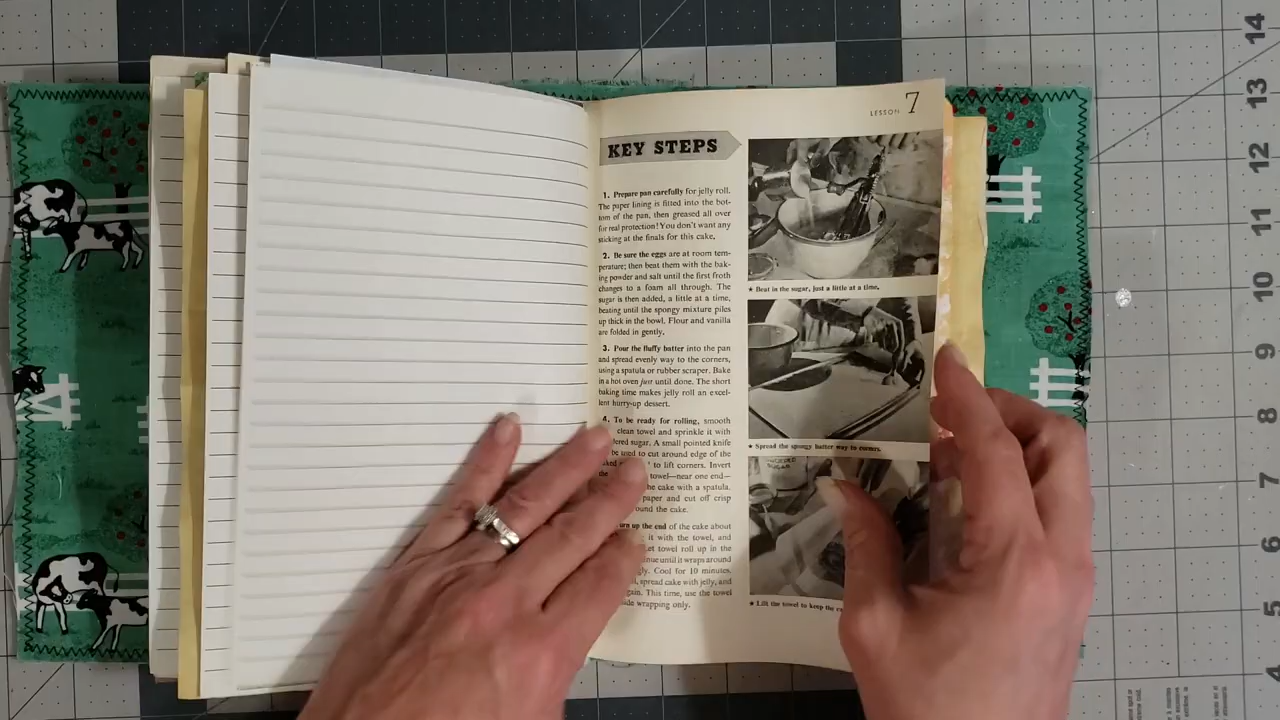 LESSON 7
KEY STEPS
1. Prepare pan carefully for jelly roll.
The paper lining is fitted into the bot-
tom of the pan, then greased all over
for real protection! You don't want any
sticking at the finals for this cake.
2. Be sure the eggs are at room tem-
perature; then beat them with the bak-
ing powder and salt until the first froth
changes to a foam all through. The
sugar is then added, a little at a time,
beating until the spongy mixture piles
up thick in the bowl. Flour and vanilla
are folded in gently.
3. Pour the fluffy batter into the pan
and spread evenly way to the corners,
using a spatula or rubber scraper. Bake
in a hot oven just until done. The short
baking time makes jelly roll an excel-
lent hurry-up dessert.
4. To be ready for rolling, smooth
clean towel and sprinkle it with
sugar. A small pointed knife
be used to cut around edge of the
to lift corners. Invert
the towel—near one end—
the cake with a spatula.
paper and cut off crisp
the cake.
up the end of the cake about
it with the towel, and
towel roll up in the
until it wraps around
Cool for 10 minutes,
spread cake with jelly, and
This time, use the towel
wrapping only.
★ Beat in the sugar, just a little at a time.
★ Spread the spongy batter way to corners.
SUGAR
★ Lift the towel to keep the
14
13
12
11
10
9
8
7
6
5
4